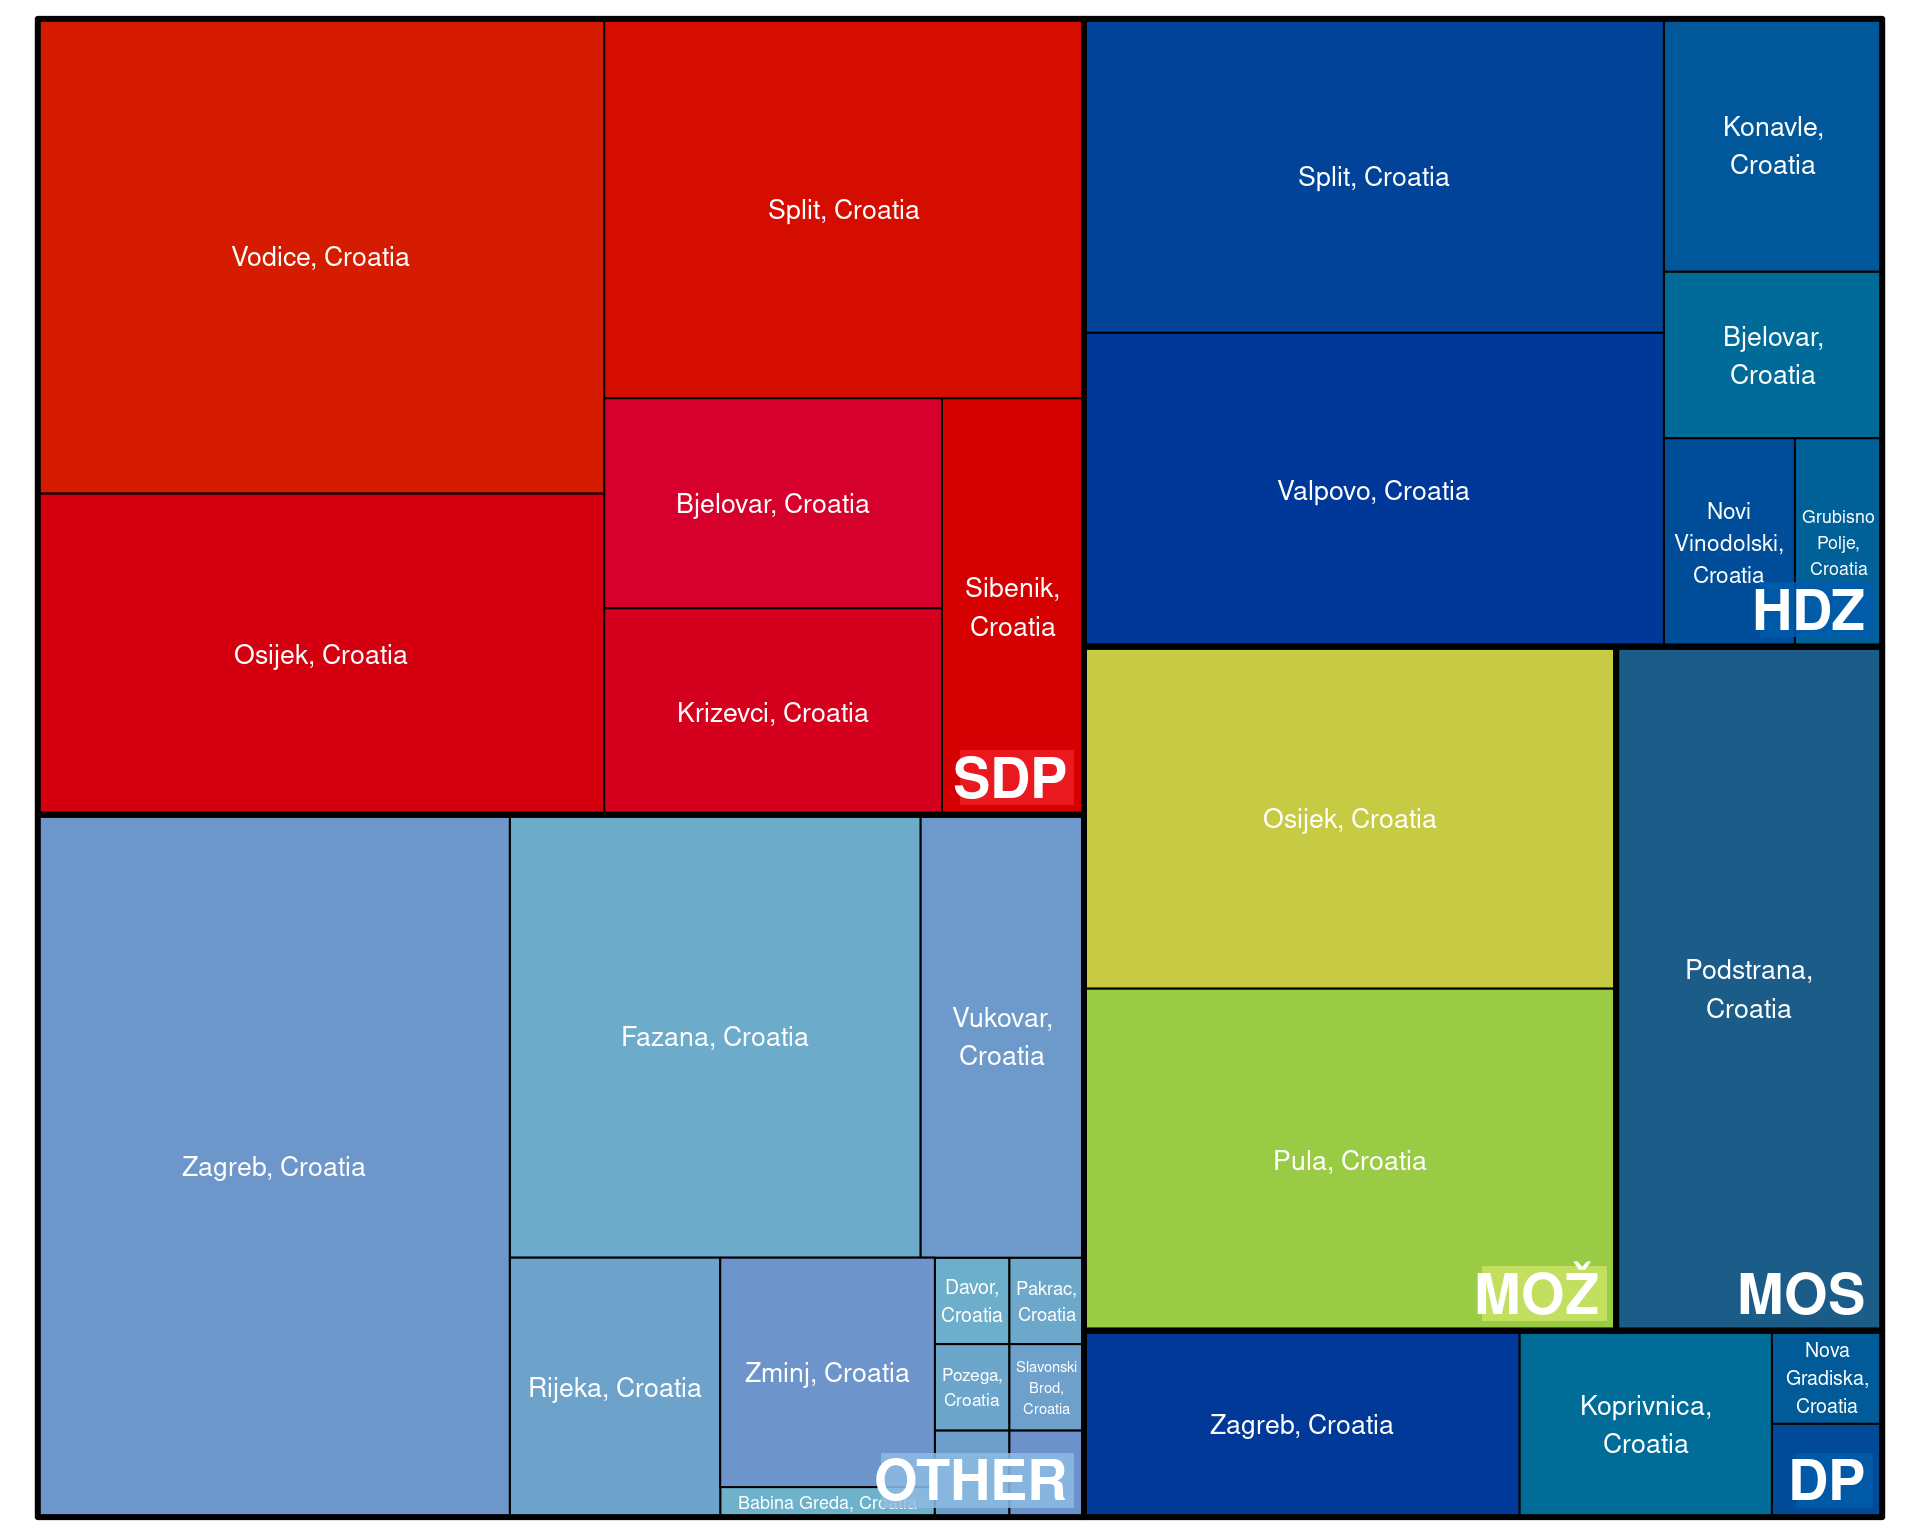 Vodice, Croatia
Split, Croatia
Osijek, Croatia
Bjelovar, Croatia
Krizevci, Croatia
Sibenik,
Croatia
SDP
Split, Croatia
Valpovo, Croatia
Konavle,
Croatia
Bjelovar,
Croatia
Novi
Vinodolski,
Croatia
Grubisno
Polje,
Croatia
HDZ
Zagreb, Croatia
Fazana, Croatia
Vukovar,
Croatia
Rijeka, Croatia
Zminj, Croatia
Babina Greda, Croatia
Davor,
Croatia
Pakrac,
Croatia
Pozega,
Croatia
Slavonski
Brod,
Croatia
OTHER
Osijek, Croatia
Pula, Croatia
MOŽ
Podstrana,
Croatia
MOS
Zagreb, Croatia
Koprivnica,
Croatia
Nova
Gradiska,
Croatia
DP